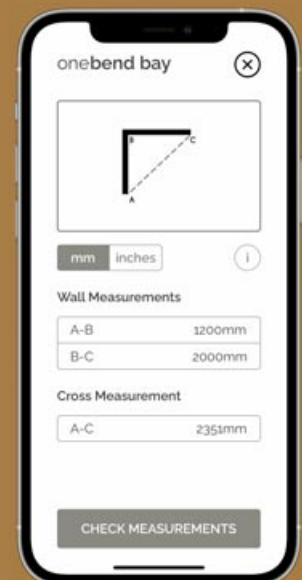 onebend bay
B
C
A
mm inches i
Wall Measurements
A-B 1200mm
B-C 2000mm
Cross Measurement
A-C 2351mm
CHECK MEASUREMENTS